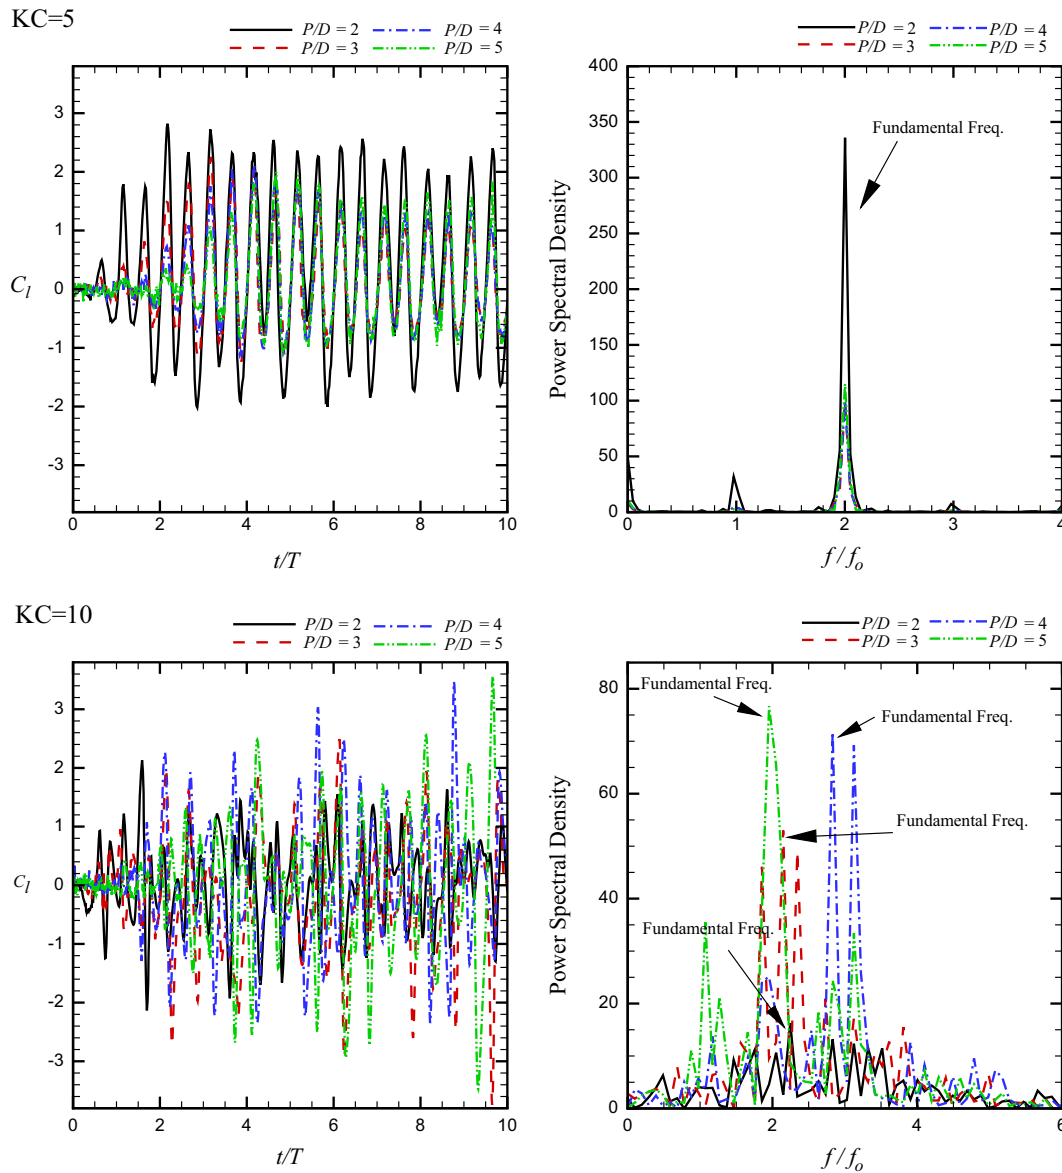 KC=5
P/D = 2 P/D = 4
P/D = 3 P/D = 5
3
2
1
0
-1
-2
-3
C_l
0 2 4 6 8 10
t/T
P/D = 2 P/D = 4
P/D = 3 P/D = 5
400
350
300
250
200
150
100
50
0
Power Spectral Density
Fundamental Freq.
0 1 2 3 4
f/f_o
KC=10
P/D = 2 P/D = 4
P/D = 3 P/D = 5
3
2
1
0
-1
-2
-3
C_l
0 2 4 6 8 10
t/T
P/D = 2 P/D = 4
P/D = 3 P/D = 5
80
60
40
20
0
Power Spectral Density
Fundamental Freq.
Fundamental Freq.
Fundamental Freq.
Fundamental Freq.
0 2 4 6
f/f_o